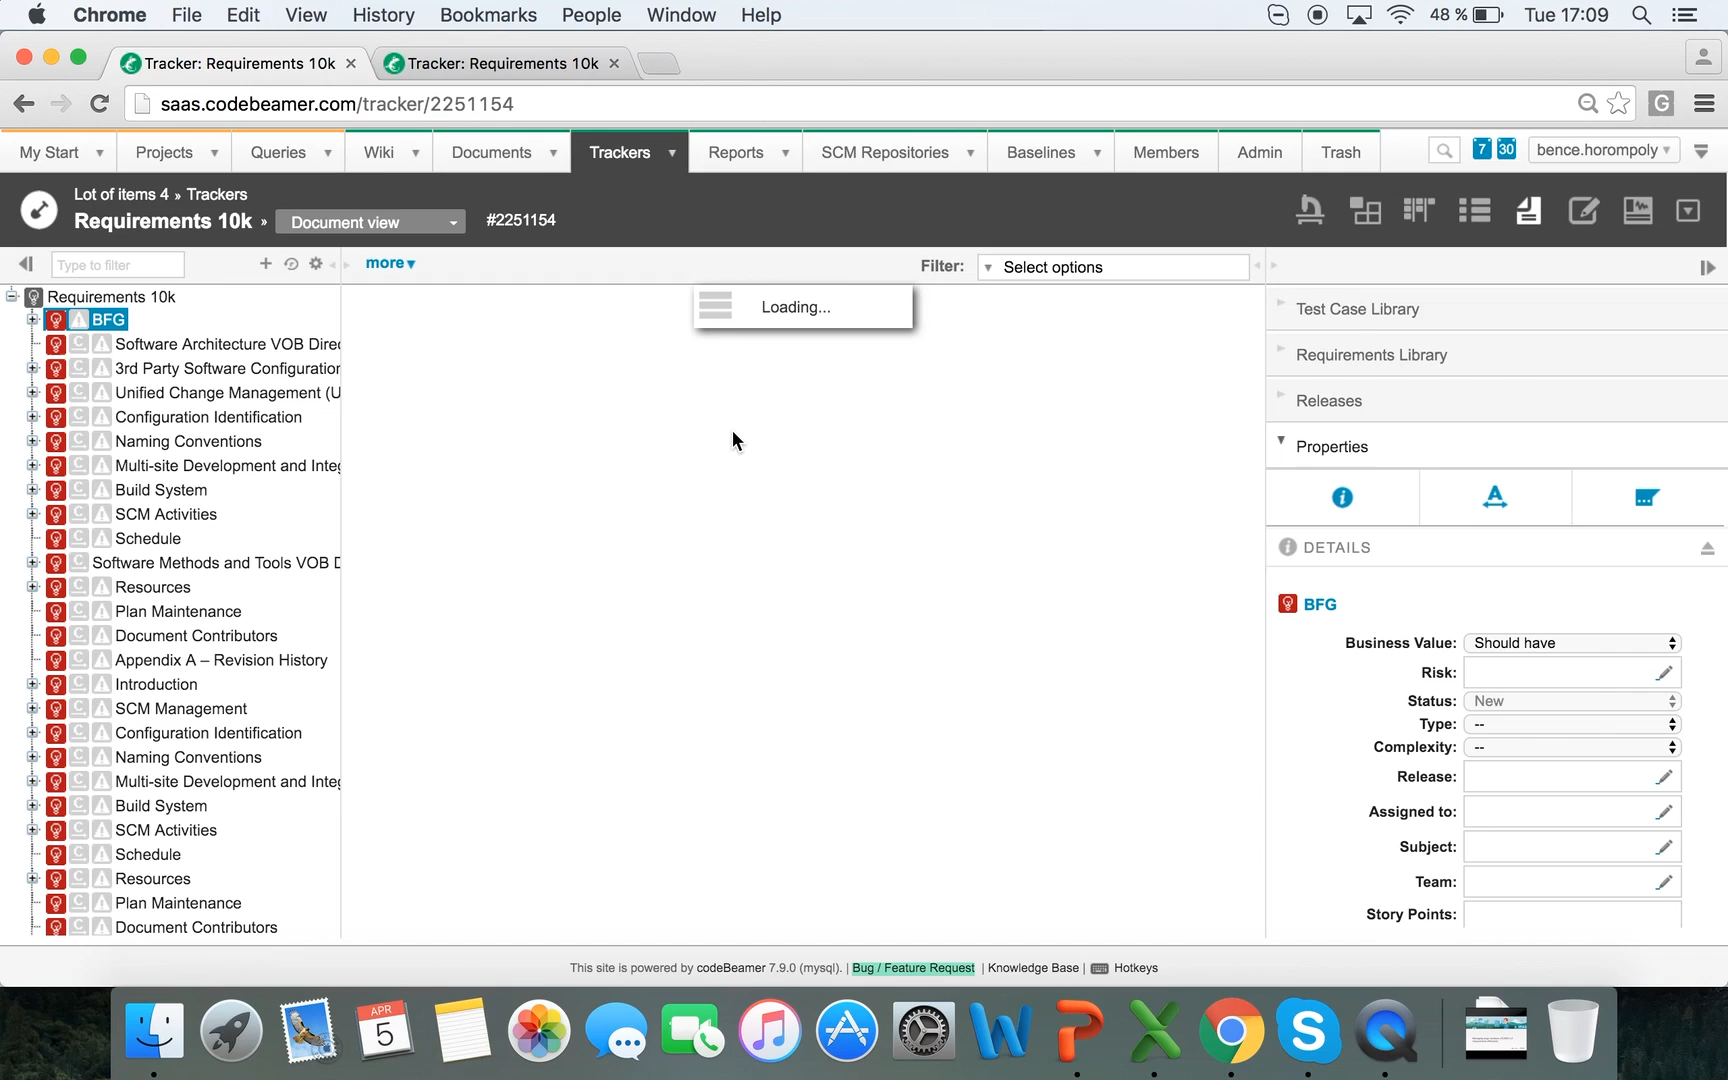 Chrome File Edit View History Bookmarks People Window Help 48 % Tue 17:09
Tracker: Requirements 10k × Tracker: Requirements 10k ×
saas.codebeamer.com/tracker/2251154
My Start Projects Queries Wiki Documents Trackers Reports SCM Repositories Baselines Members Admin Trash 7 30 bence.horompoly
Lot of items 4 » Trackers
Requirements 10k » Document view #2251154
Type to filter more Filter: Select options
Loading...
Requirements 10k
BFG
Software Architecture VOB Dire
3rd Party Software Configuration
Unified Change Management (U
Configuration Identification
Naming Conventions
Multi-site Development and Integ
Build System
SCM Activities
Schedule
Software Methods and Tools VOB D
Resources
Plan Maintenance
Document Contributors
Appendix A – Revision History
Introduction
SCM Management
Configuration Identification
Naming Conventions
Multi-site Development and Integ
Build System
SCM Activities
Schedule
Resources
Plan Maintenance
Document Contributors
Test Case Library
Requirements Library
Releases
Properties
DETAILS
BFG
Business Value: Should have
Risk:
Status: New
Type: --
Complexity: --
Release:
Assigned to:
Subject:
Team:
Story Points:
This site is powered by codeBeamer 7.9.0 (mysql). | Bug / Feature Request | Knowledge Base | Hotkeys
APR
5